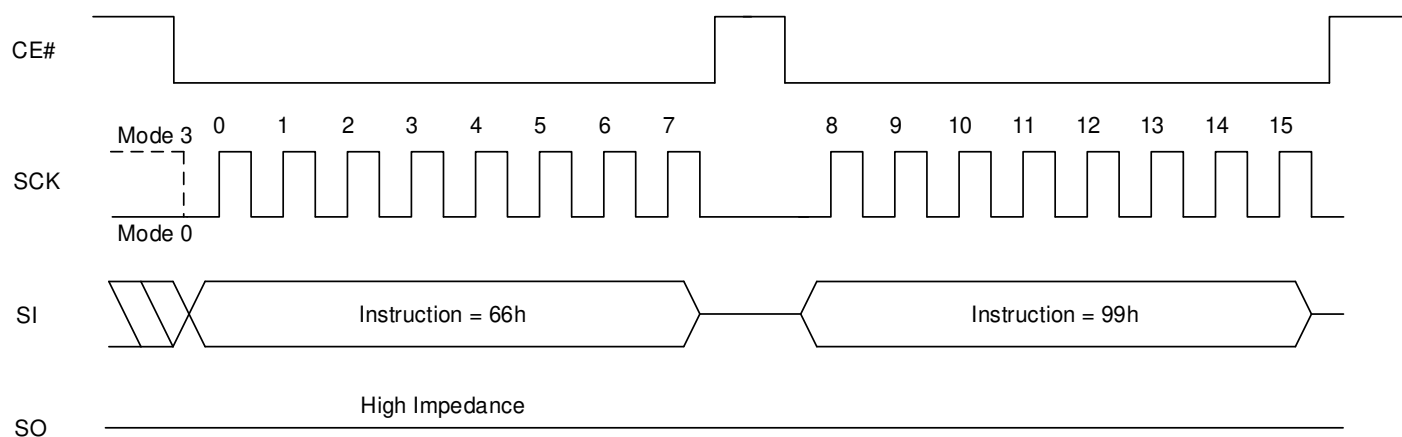 CE#
Mode 3 0 1 2 3 4 5 6 7 8 9 10 11 12 13 14 15
SCK
Mode 0
SI Instruction = 66h Instruction = 99h
High Impedance
SO